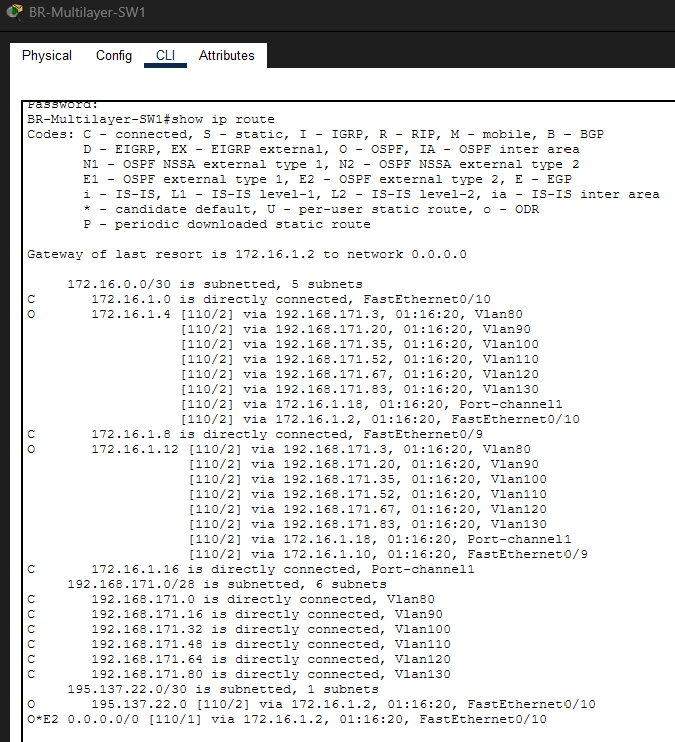 BR-Multilayer-SW1
Physical Config CLI Attributes
Password:
BR-Multilayer-SW1#show ip route
Codes: C - connected, S - static, I - IGRP, R - RIP, M - mobile, B - BGP
D - EIGRP, EX - EIGRP external, O - OSPF, IA - OSPF inter area
N1 - OSPF NSSA external type 1, N2 - OSPF NSSA external type 2
E1 - OSPF external type 1, E2 - OSPF external type 2, E - EGP
i - IS-IS, L1 - IS-IS level-1, L2 - IS-IS level-2, ia - IS-IS inter area
* - candidate default, U - per-user static route, o - ODR
P - periodic downloaded static route
Gateway of last resort is 172.16.1.2 to network 0.0.0.0
172.16.0.0/30 is subnetted, 5 subnets
C 172.16.1.0 is directly connected, FastEthernet0/10
O 172.16.1.4 [110/2] via 192.168.171.3, 01:16:20, Vlan80
[110/2] via 192.168.171.20, 01:16:20, Vlan90
[110/2] via 192.168.171.35, 01:16:20, Vlan100
[110/2] via 192.168.171.52, 01:16:20, Vlan110
[110/2] via 192.168.171.67, 01:16:20, Vlan120
[110/2] via 192.168.171.83, 01:16:20, Vlan130
[110/2] via 172.16.1.18, 01:16:20, Port-channel1
[110/2] via 172.16.1.2, 01:16:20, FastEthernet0/10
C 172.16.1.8 is directly connected, FastEthernet0/9
O 172.16.1.12 [110/2] via 192.168.171.3, 01:16:20, Vlan80
[110/2] via 192.168.171.20, 01:16:20, Vlan90
[110/2] via 192.168.171.35, 01:16:20, Vlan100
[110/2] via 192.168.171.52, 01:16:20, Vlan110
[110/2] via 192.168.171.67, 01:16:20, Vlan120
[110/2] via 192.168.171.83, 01:16:20, Vlan130
[110/2] via 172.16.1.18, 01:16:20, Port-channel1
[110/2] via 172.16.1.10, 01:16:20, FastEthernet0/9
C 172.16.1.16 is directly connected, Port-channel1
192.168.171.0/28 is subnetted, 6 subnets
C 192.168.171.0 is directly connected, Vlan80
C 192.168.171.16 is directly connected, Vlan90
C 192.168.171.32 is directly connected, Vlan100
C 192.168.171.48 is directly connected, Vlan110
C 192.168.171.64 is directly connected, Vlan120
C 192.168.171.80 is directly connected, Vlan130
195.137.22.0/30 is subnetted, 1 subnets
O 195.137.22.0 [110/2] via 172.16.1.2, 01:16:20, FastEthernet0/10
O*E2 0.0.0.0/0 [110/1] via 172.16.1.2, 01:16:20, FastEthernet0/10